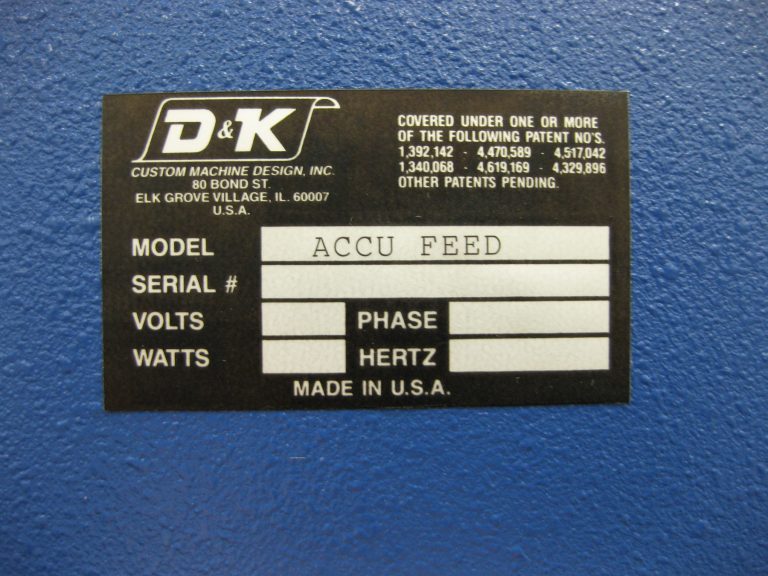 D&K
CUSTOM MACHINE DESIGN, INC.
80 BOND ST.
ELK GROVE VILLAGE, IL. 60007
U.S.A.
COVERED UNDER ONE OR MORE
OF THE FOLLOWING PATENT NO'S.
1,392,142 - 4,470,589 - 4,517,042
1,340,068 - 4,619,169 - 4,329,896
OTHER PATENTS PENDING.
MODEL ACCU FEED
SERIAL #
VOLTS PHASE
WATTS HERTZ
MADE IN U.S.A.